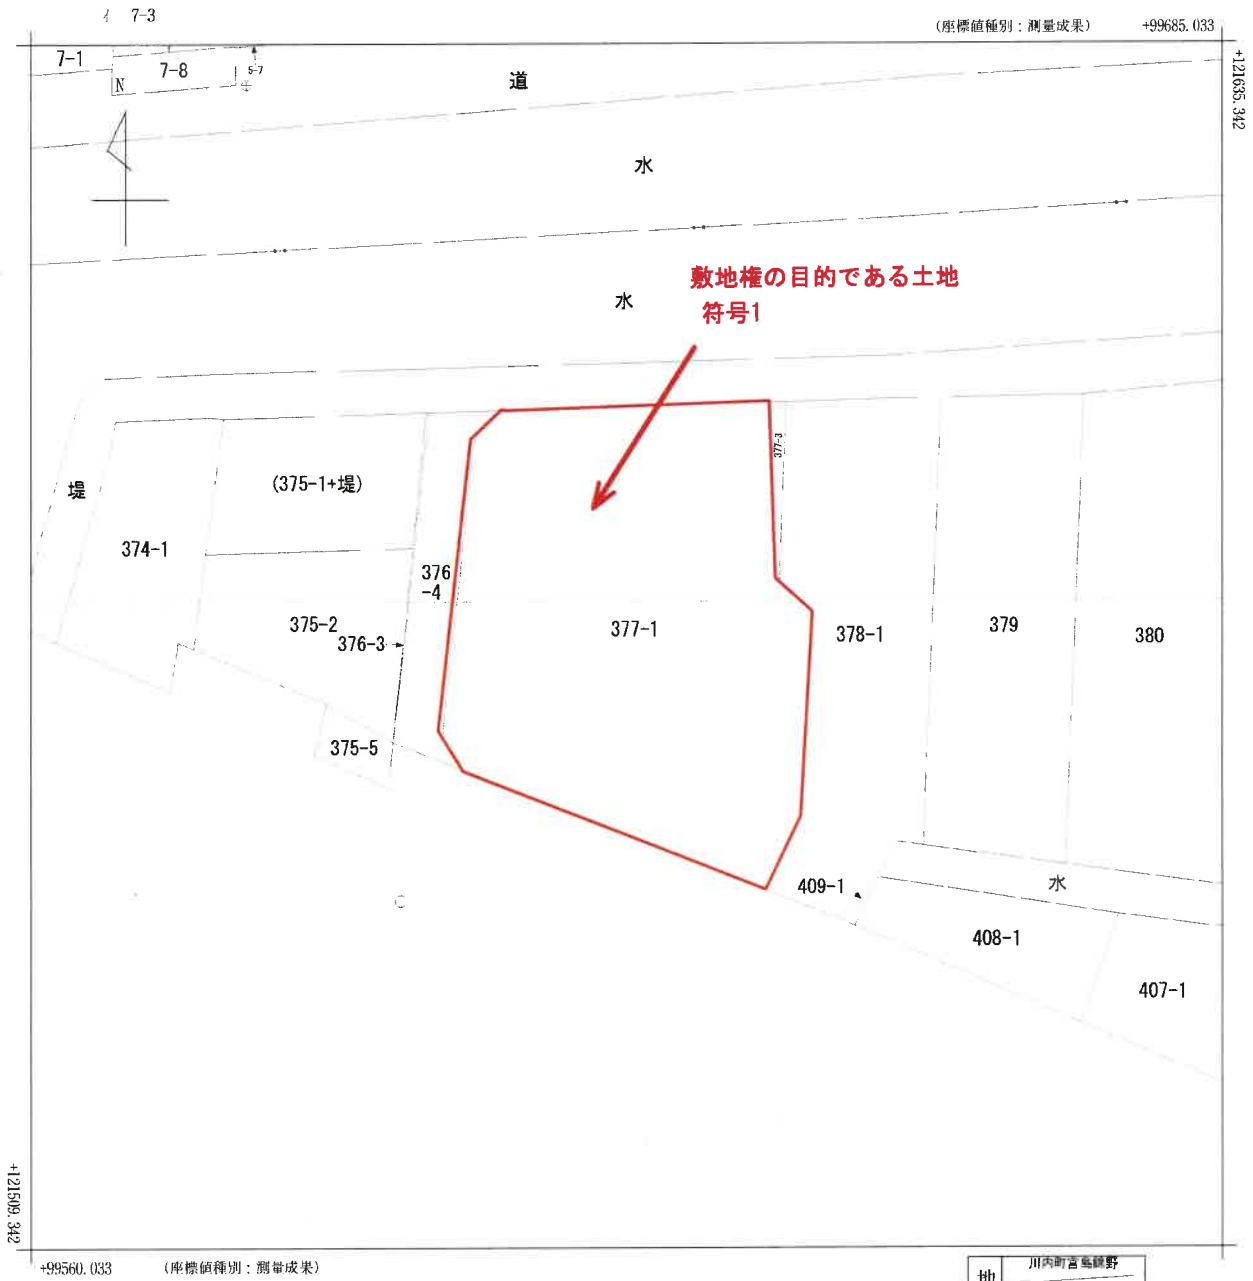 イ 7-3
(座標値種別：測量成果) +99685.033
+121635.342
7-1
7-8
5-7
N
道
水
水
敷地権の目的である土地
符号1
堤
(375-1+堤)
377-3
374-1
376
-4
375-2
376-3
377-1
378-1
379
380
375-5
409-1
水
408-1
407-1
+121509.342
+99560.033 (座標値種別：測量成果)
地
川内町宮島錦野